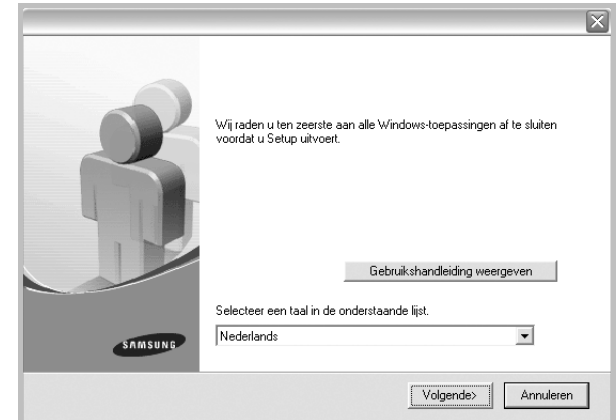 Wij raden u ten zeerste aan alle Windows-toepassingen af te sluiten
voordat u Setup uitvoert.
Gebruikshandleiding weergeven
Selecteer een taal in de onderstaande lijst.
Nederlands
SAMSUNG
Volgende>
Annuleren